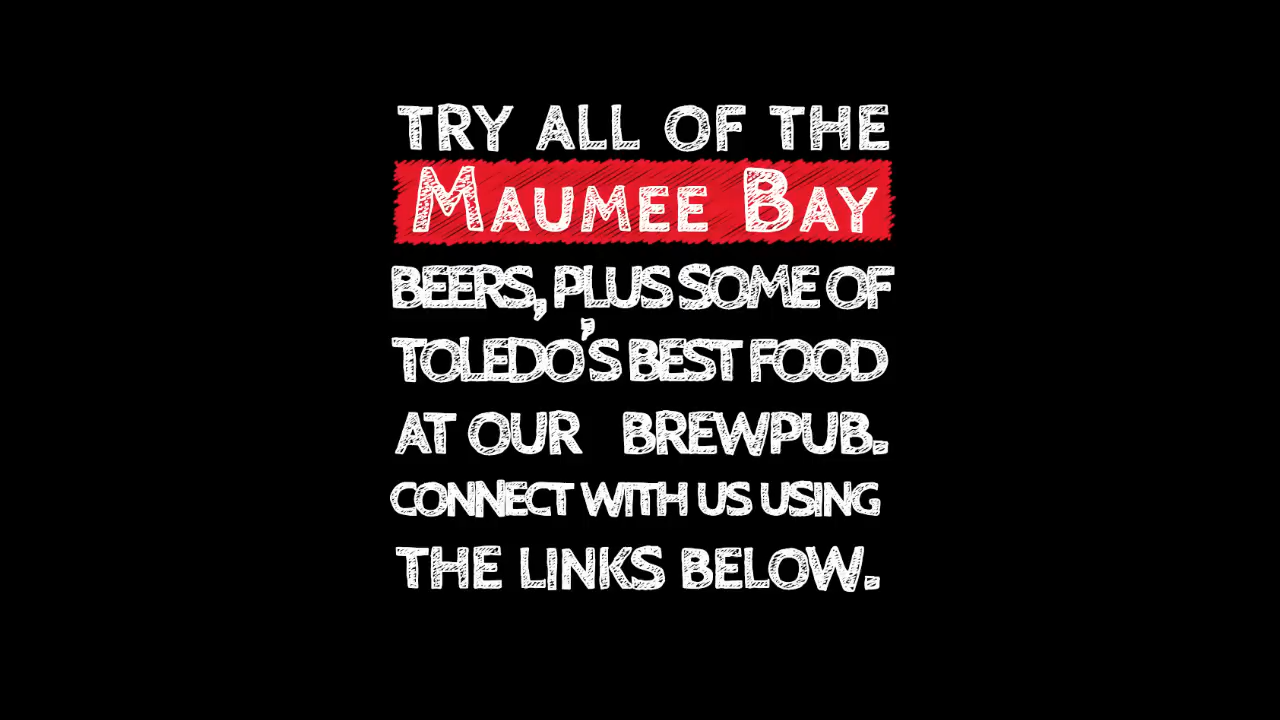 TRY ALL OF THE
MAUMEE BAY
BEERS, PLUS SOME OF
TOLEDO'S BEST FOOD
AT OUR BREWPUB.
CONNECT WITH US USING
THE LINKS BELOW.